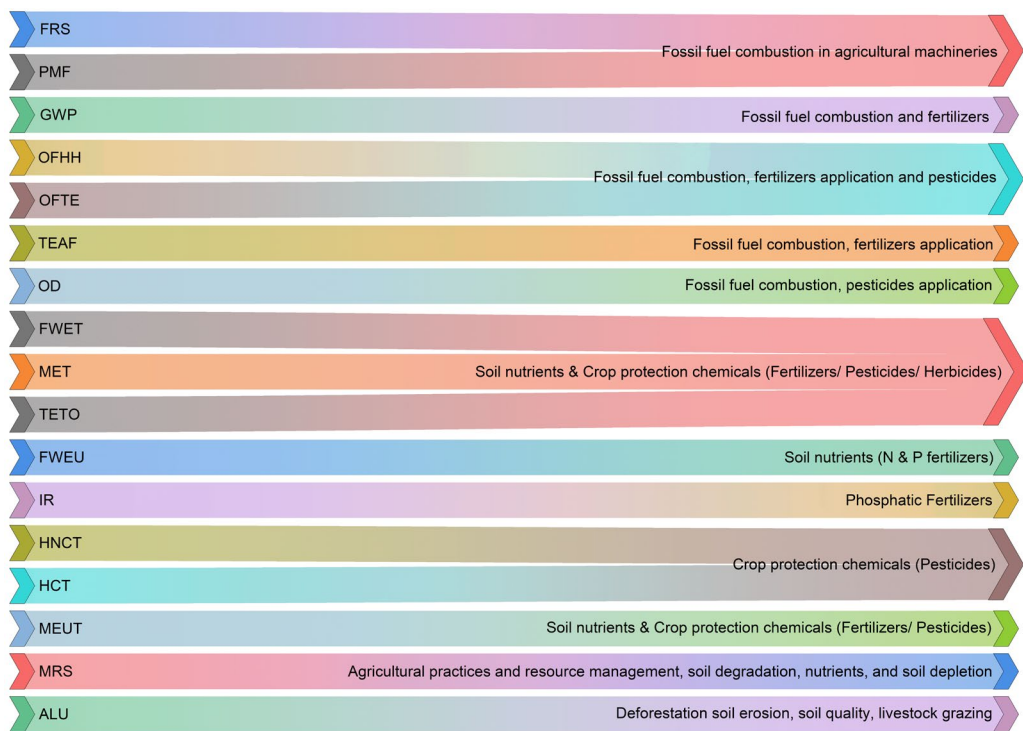 FRS
Fossil fuel combustion in agricultural machineries
PMF
GWP
Fossil fuel combustion and fertilizers
OFHH
Fossil fuel combustion, fertilizers application and pesticides
OFTE
TEAF
Fossil fuel combustion, fertilizers application
OD
Fossil fuel combustion, pesticides application
FWET
MET
Soil nutrients & Crop protection chemicals (Fertilizers/ Pesticides/ Herbicides)
TETO
FWEU
Soil nutrients (N & P fertilizers)
IR
Phosphatic Fertilizers
HNCT
Crop protection chemicals (Pesticides)
HCT
MEUT
Soil nutrients & Crop protection chemicals (Fertilizers/ Pesticides)
MRS
Agricultural practices and resource management, soil degradation, nutrients, and soil depletion
ALU
Deforestation soil erosion, soil quality, livestock grazing